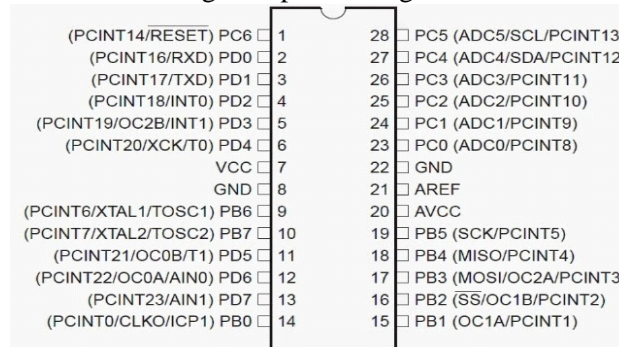 (PCINT14/RESET) PC6 1 28 PC5 (ADC5/SCL/PCINT13
(PCINT16/RXD) PD0 2 27 PC4 (ADC4/SDA/PCINT12
(PCINT17/TXD) PD1 3 26 PC3 (ADC3/PCINT11)
(PCINT18/INT0) PD2 4 25 PC2 (ADC2/PCINT10)
(PCINT19/OC2B/INT1) PD3 5 24 PC1 (ADC1/PCINT9)
(PCINT20/XCK/T0) PD4 6 23 PC0 (ADC0/PCINT8)
VCC 7 22 GND
GND 8 21 AREF
(PCINT6/XTAL1/TOSC1) PB6 9 20 AVCC
(PCINT7/XTAL2/TOSC2) PB7 10 19 PB5 (SCK/PCINT5)
(PCINT21/OC0B/T1) PD5 11 18 PB4 (MISO/PCINT4)
(PCINT22/OC0A/AIN0) PD6 12 17 PB3 (MOSI/OC2A/PCINT3
(PCINT23/AIN1) PD7 13 16 PB2 (SS/OC1B/PCINT2)
(PCINT0/CLKO/ICP1) PB0 14 15 PB1 (OC1A/PCINT1)